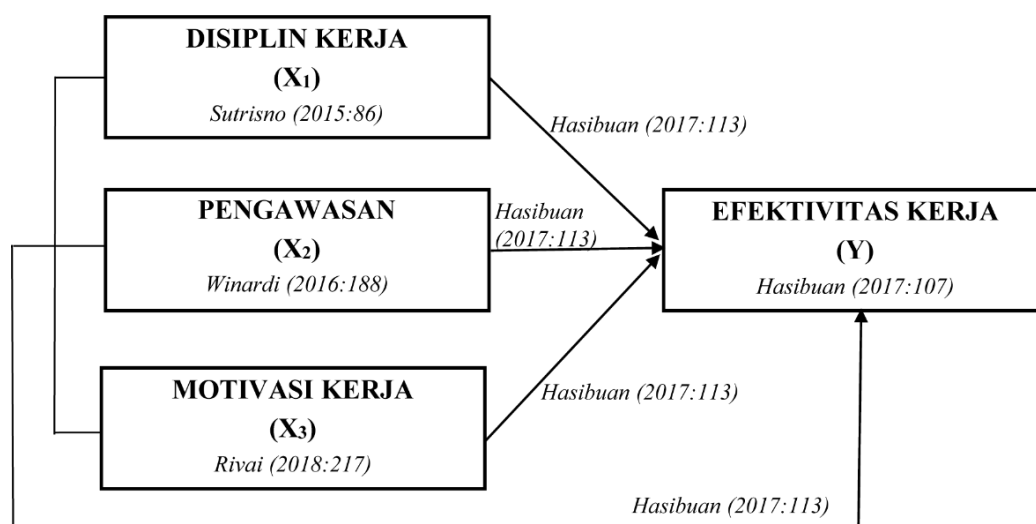 DISIPLIN KERJA
(X₁)
Sutrisno (2015:86)
Hasibuan (2017:113)
PENGAWASAN
(X₂)
Winardi (2016:188)
Hasibuan
(2017:113)
EFEKTIVITAS KERJA
(Y)
Hasibuan (2017:107)
MOTIVASI KERJA
(X₃)
Rivai (2018:217)
Hasibuan (2017:113)
Hasibuan (2017:113)